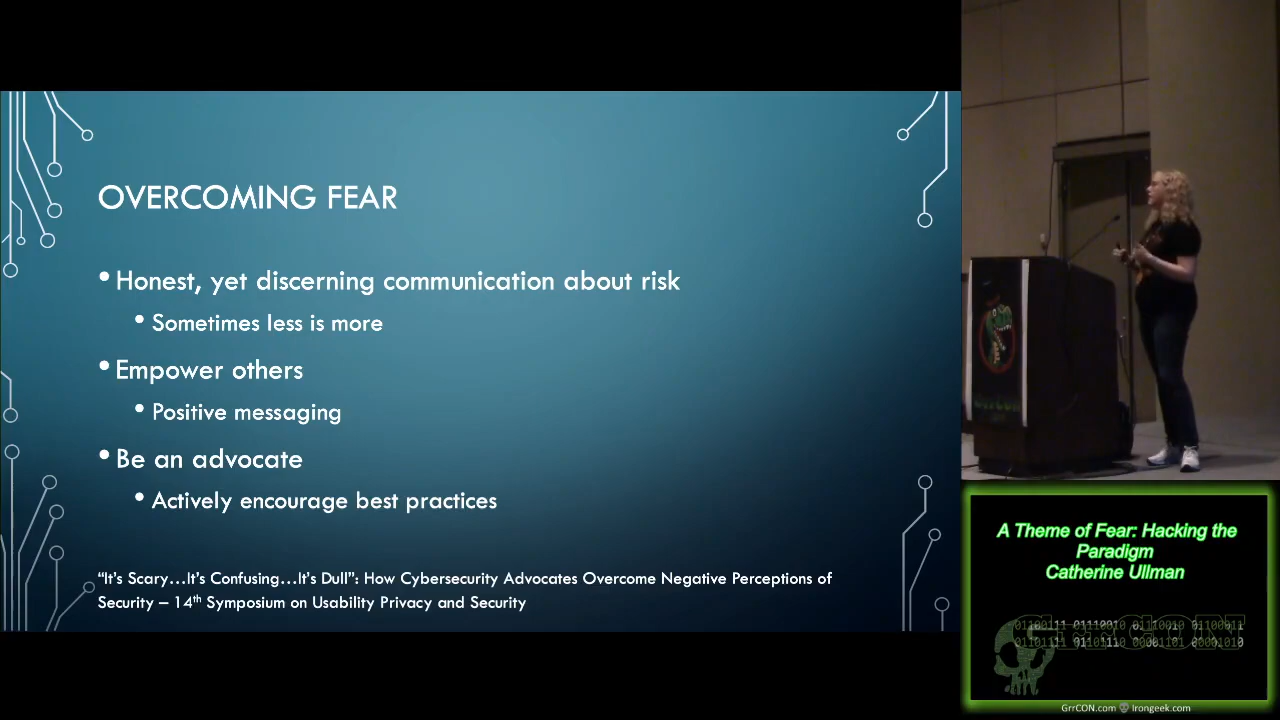 OVERCOMING FEAR
• Honest, yet discerning communication about risk
• Sometimes less is more
• Empower others
• Positive messaging
• Be an advocate
• Actively encourage best practices
“It’s Scary…It’s Confusing…It’s Dull”: How Cybersecurity Advocates Overcome Negative Perceptions of
Security – 14th Symposium on Usability Privacy and Security
A Theme of Fear: Hacking the
Paradigm
Catherine Ullman
GrrCON
GrrCON.com Irongeek.com